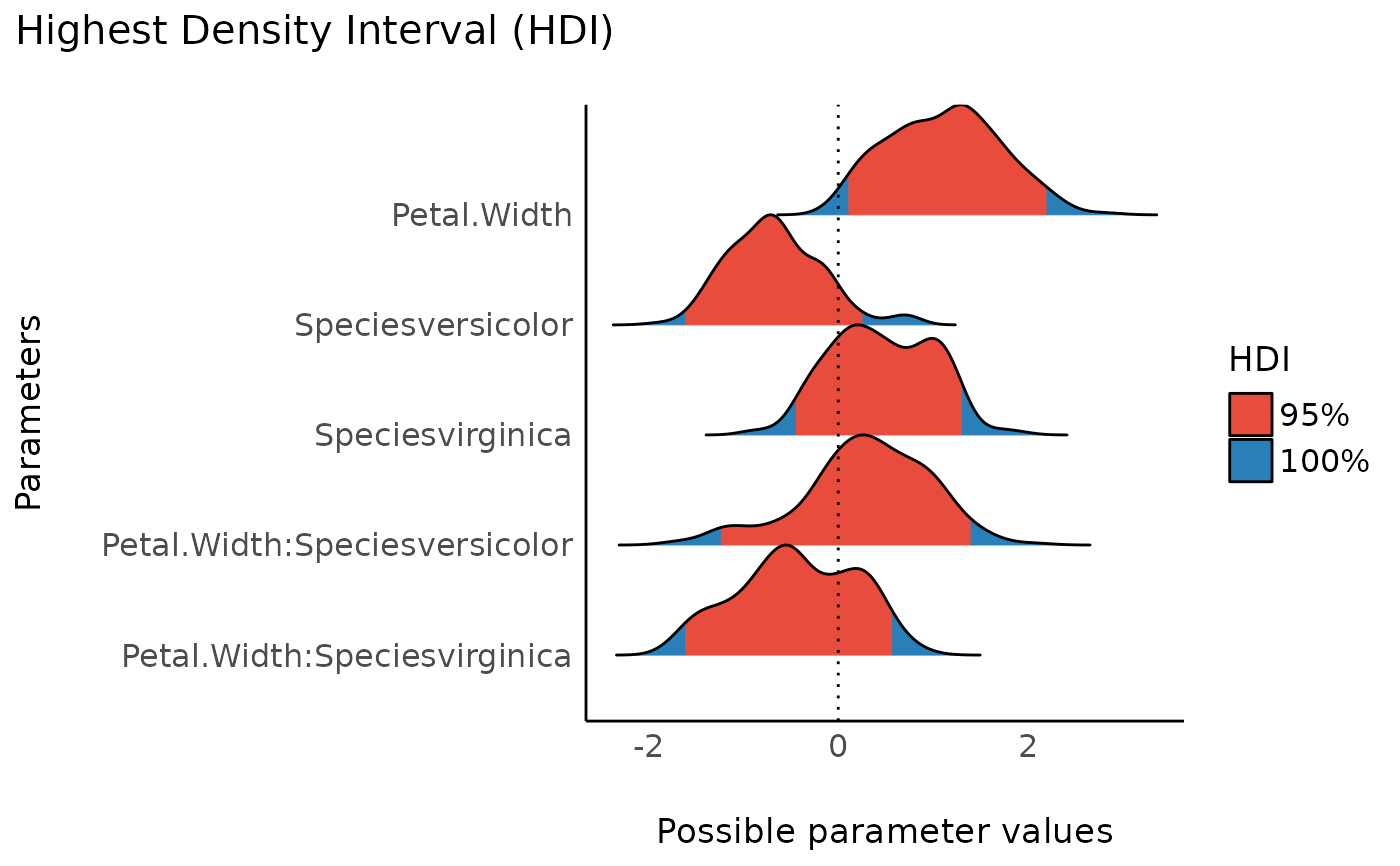 Highest Density Interval (HDI)
Parameters
Petal.Width
Speciesversicolor
Speciesvirginica
Petal.Width:Speciesversicolor
Petal.Width:Speciesvirginica
-2 0 2
Possible parameter values
HDI
95%
100%